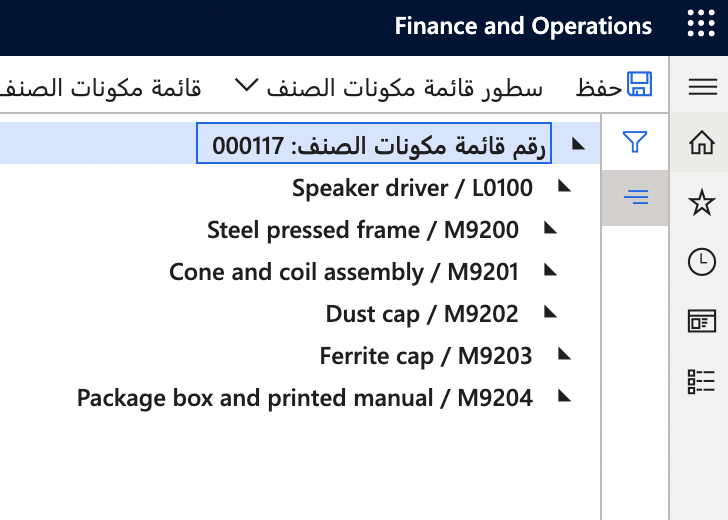 Finance and Operations
حفظ سطور قائمة مكونات الصنف قائمة مكونات الصنف
رقم قائمة مكونات الصنف: 000117
Speaker driver / L0100
Steel pressed frame / M9200
Cone and coil assembly / M9201
Dust cap / M9202
Ferrite cap / M9203
Package box and printed manual / M9204